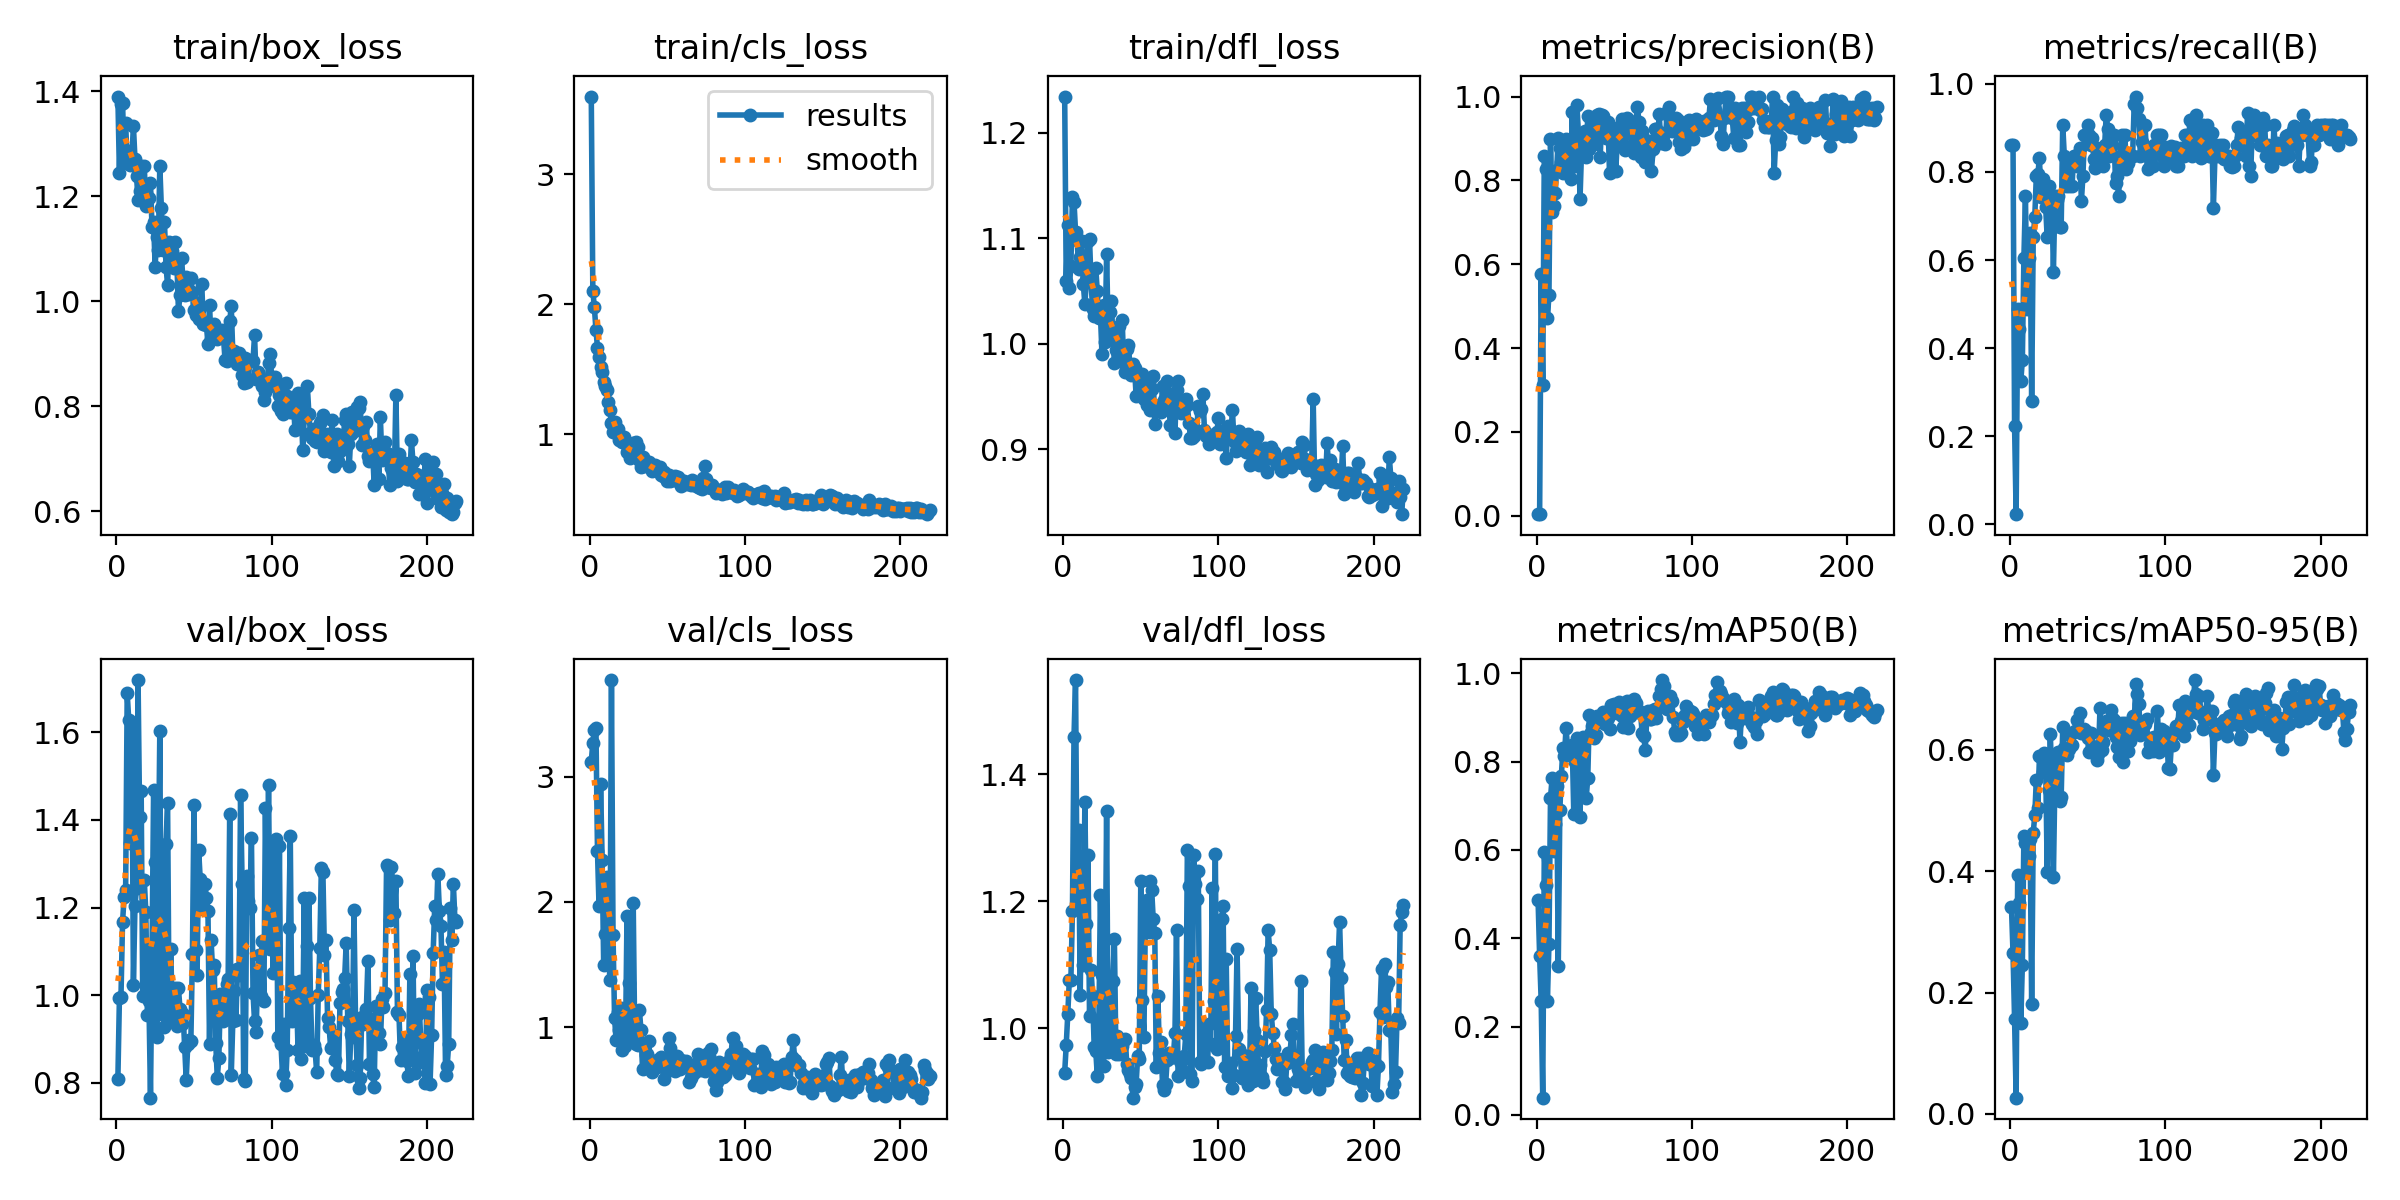 train/box_loss
1.4
1.2
1.0
0.8
0.6
0 100 200
train/cls_loss
results
smooth
3
2
1
0 100 200
train/dfl_loss
1.2
1.1
1.0
0.9
0 100 200
metrics/precision(B)
1.0
0.8
0.6
0.4
0.2
0.0
0 100 200
metrics/recall(B)
1.0
0.8
0.6
0.4
0.2
0.0
0 100 200
val/box_loss
1.6
1.4
1.2
1.0
0.8
0 100 200
val/cls_loss
3
2
1
0 100 200
val/dfl_loss
1.4
1.2
1.0
0 100 200
metrics/mAP50(B)
1.0
0.8
0.6
0.4
0.2
0.0
0 100 200
metrics/mAP50-95(B)
0.6
0.4
0.2
0.0
0 100 200